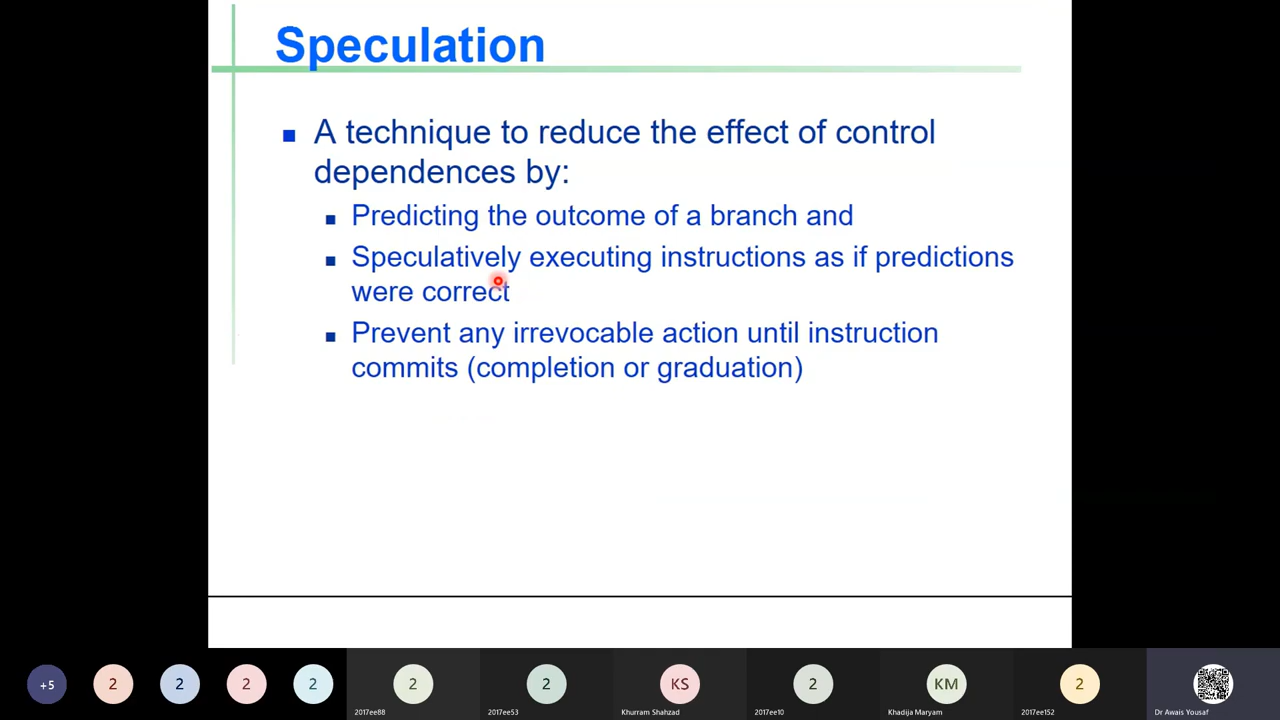 Speculation
A technique to reduce the effect of control
dependences by:
Predicting the outcome of a branch and
Speculatively executing instructions as if predictions
were correct
Prevent any irrevocable action until instruction
commits (completion or graduation)
+5 2 2 2 2 2 2 KS 2 KM 2
2017ee88 2017ee53 Khurram Shahzad 2017ee10 Khadija Maryam 2017ee152 Dr Awais Yousaf